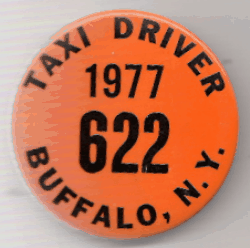 TAXI DRIVER
1977
622
BUFFALO, N.Y.